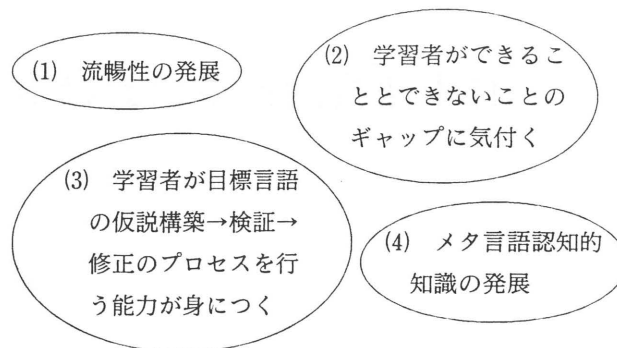 (1) 流暢性の発展
(2) 学習者ができるこ
ととできないことの
ギャップに気付く
(3) 学習者が目標言語
の仮説構築→検証→
修正のプロセスを行
う能力が身につく
(4) メタ言語認知的
知識の発展